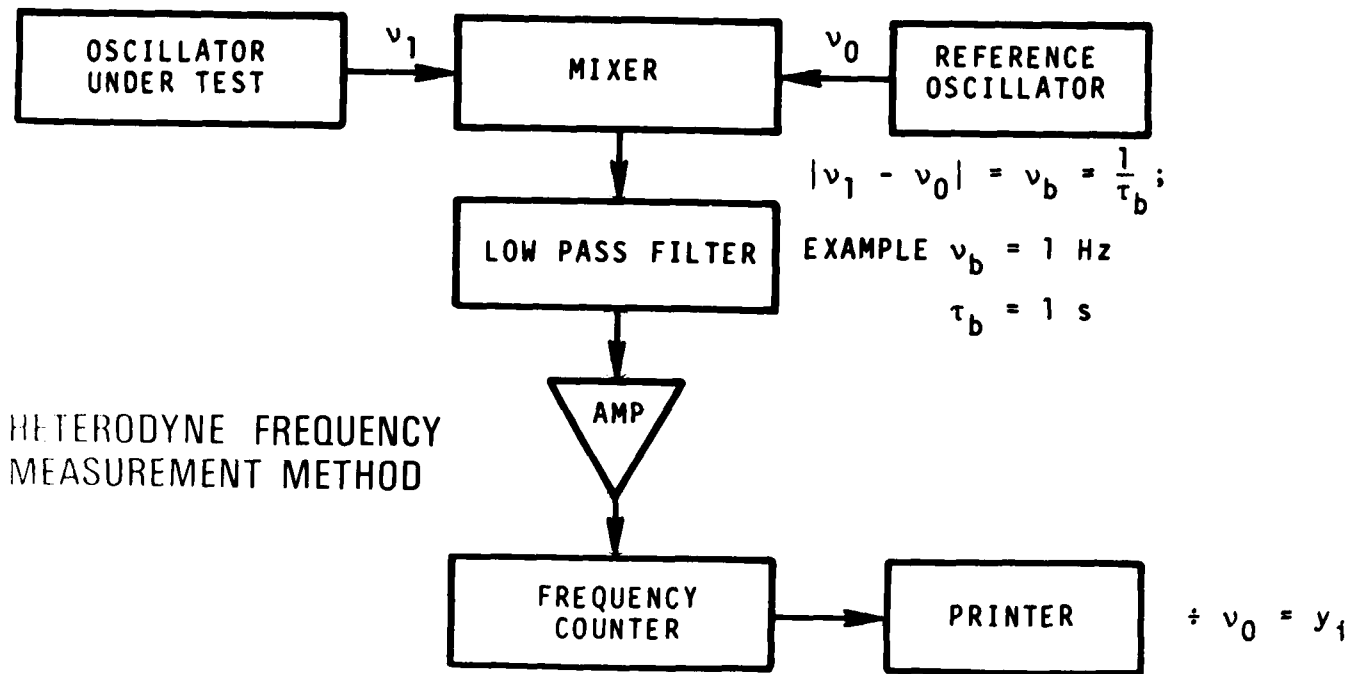 OSCILLATOR
UNDER TEST
ν1
MIXER
ν0
REFERENCE
OSCILLATOR
|ν1 - ν0| = νb = 1/τb;
LOW PASS FILTER
EXAMPLE νb = 1 Hz
τb = 1 s
AMP
HETERODYNE FREQUENCY
MEASUREMENT METHOD
FREQUENCY
COUNTER
PRINTER
÷ ν0 = yi